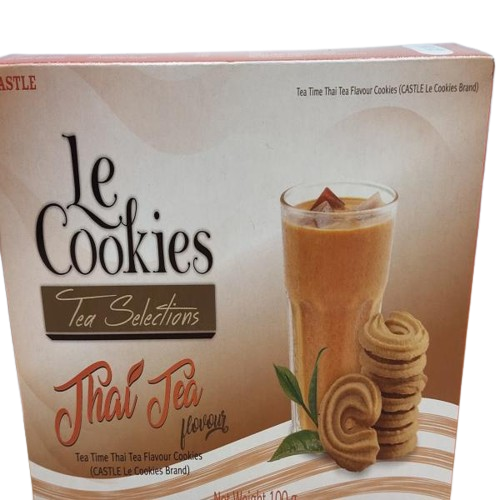 ASTLE
Tea Time Thai Tea Flavour Cookies (CASTLE Le Cookies Brand)
Le
Cookies
Tea Selections
Thai Tea
flavour
Tea Time Thai Tea Flavour Cookies
(CASTLE Le Cookies Brand)
Net Weight 100 g